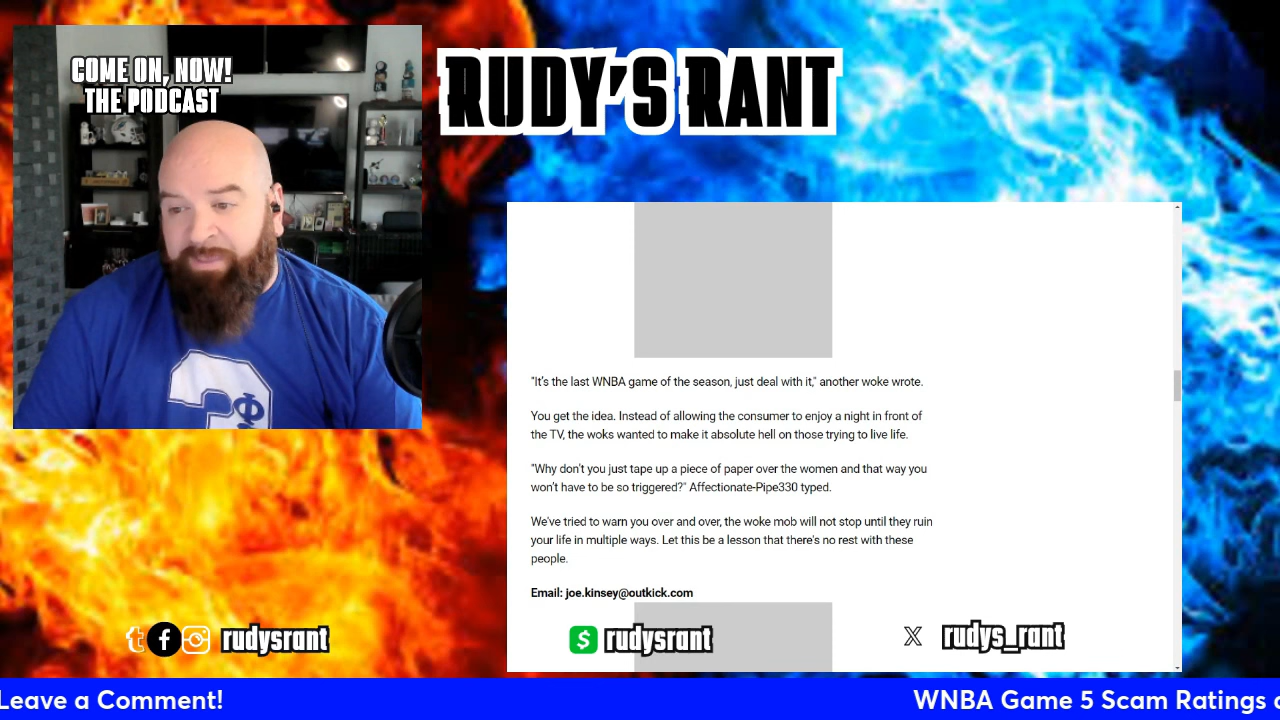 COME ON, NOW!
THE PODCAST
RUDY'S RANT
"It's the last WNBA game of the season, just deal with it," another woke wrote.
You get the idea. Instead of allowing the consumer to enjoy a night in front of
the TV, the woks wanted to make it absolute hell on those trying to live life.
"Why don't you just tape up a piece of paper over the women and that way you
won't have to be so triggered?" Affectionate-Pipe330 typed.
We've tried to warn you over and over, the woke mob will not stop until they ruin
your life in multiple ways. Let this be a lesson that there's no rest with these
people.
Email: joe.kinsey@outkick.com
rudysrant
$ rudysrant
X rudys_rant
Leave a Comment!
WNBA Game 5 Scam Ratings